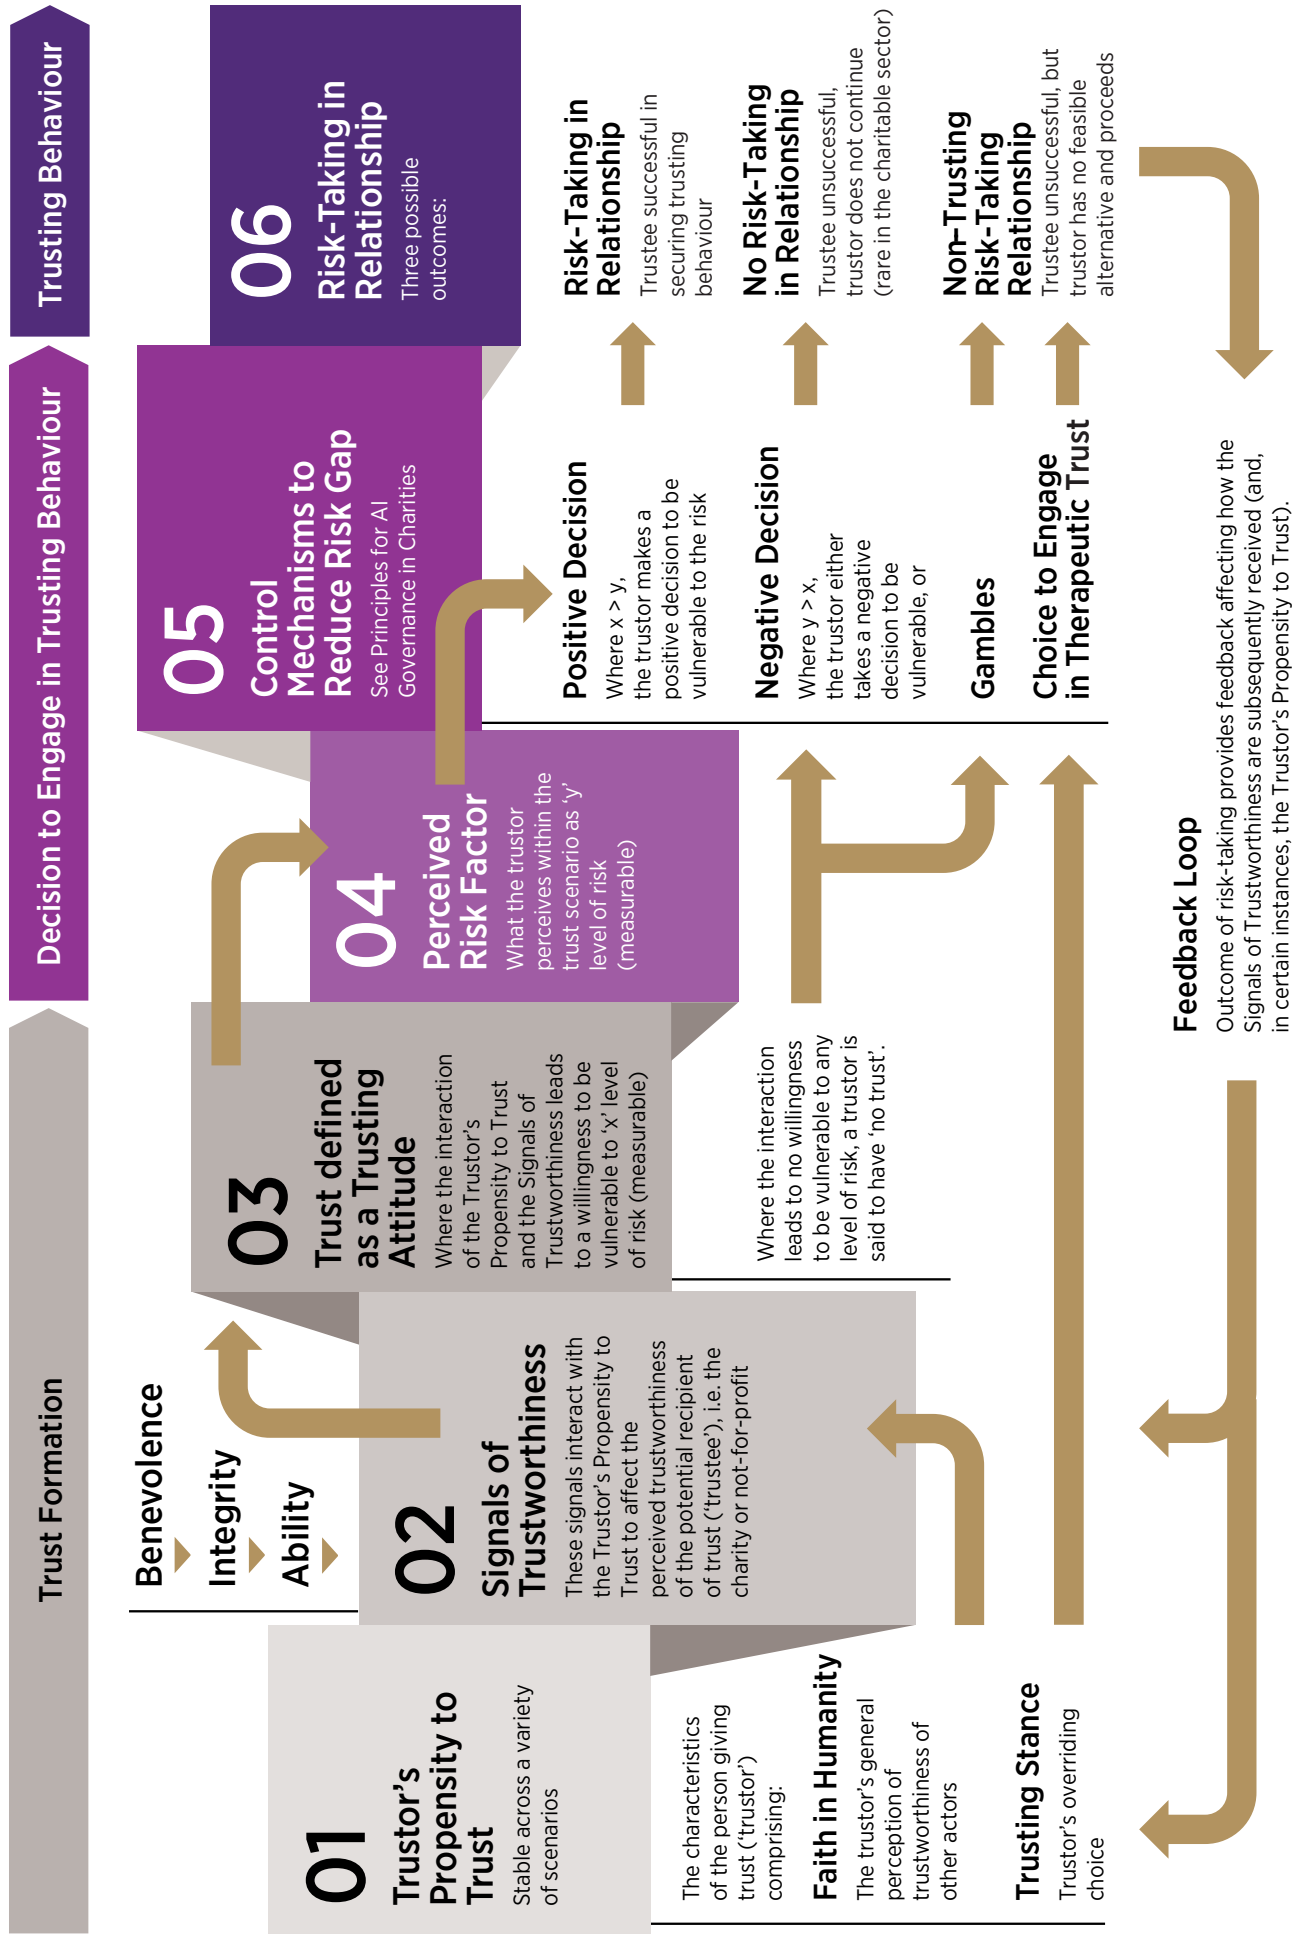 Trust Formation
Decision to Engage in Trusting Behaviour
Trusting Behaviour
01
Trustor’s
Propensity to
Trust
Stable across a variety
of scenarios
The characteristics
of the person giving
trust (‘trustor’)
comprising:
Faith in Humanity
The trustor’s general
perception of
trustworthiness of
other actors
Trusting Stance
Trustor’s overriding
choice
Benevolence
Integrity
Ability
02
Signals of
Trustworthiness
These signals interact with
the Trustor’s Propensity to
Trust to affect the
perceived trustworthiness
of the potential recipient
of trust (‘trustee’), i.e. the
charity or not-for-profit
03
Trust defined
as a Trusting
Attitude
Where the interaction
of the Trustor’s
Propensity to Trust
and the Signals of
Trustworthiness leads
to a willingness to be
vulnerable to ‘x’ level
of risk (measurable)
Where the interaction
leads to no willingness
to be vulnerable to any
level of risk, a trustor is
said to have ‘no trust’.
04
Perceived
Risk Factor
What the trustor
perceives within the
trust scenario as ‘y’
level of risk
(measurable)
05
Control
Mechanisms to
Reduce Risk Gap
See Principles for AI
Governance in Charities
Positive Decision
Where x > y,
the trustor makes a
positive decision to be
vulnerable to the risk
Negative Decision
Where y > x,
the trustor either
takes a negative
decision to be
vulnerable, or
Gambles
Choice to Engage
in Therapeutic Trust
06
Risk-Taking in
Relationship
Three possible
outcomes:
Risk-Taking in
Relationship
Trustee successful in
securing trusting
behaviour
No Risk-Taking
in Relationship
Trustee unsuccessful,
trustor does not continue
(rare in the charitable sector)
Non-Trusting
Risk-Taking
Relationship
Trustee unsuccessful, but
trustor has no feasible
alternative and proceeds
Feedback Loop
Outcome of risk-taking provides feedback affecting how the
Signals of Trustworthiness are subsequently received (and,
in certain instances, the Trustor’s Propensity to Trust).